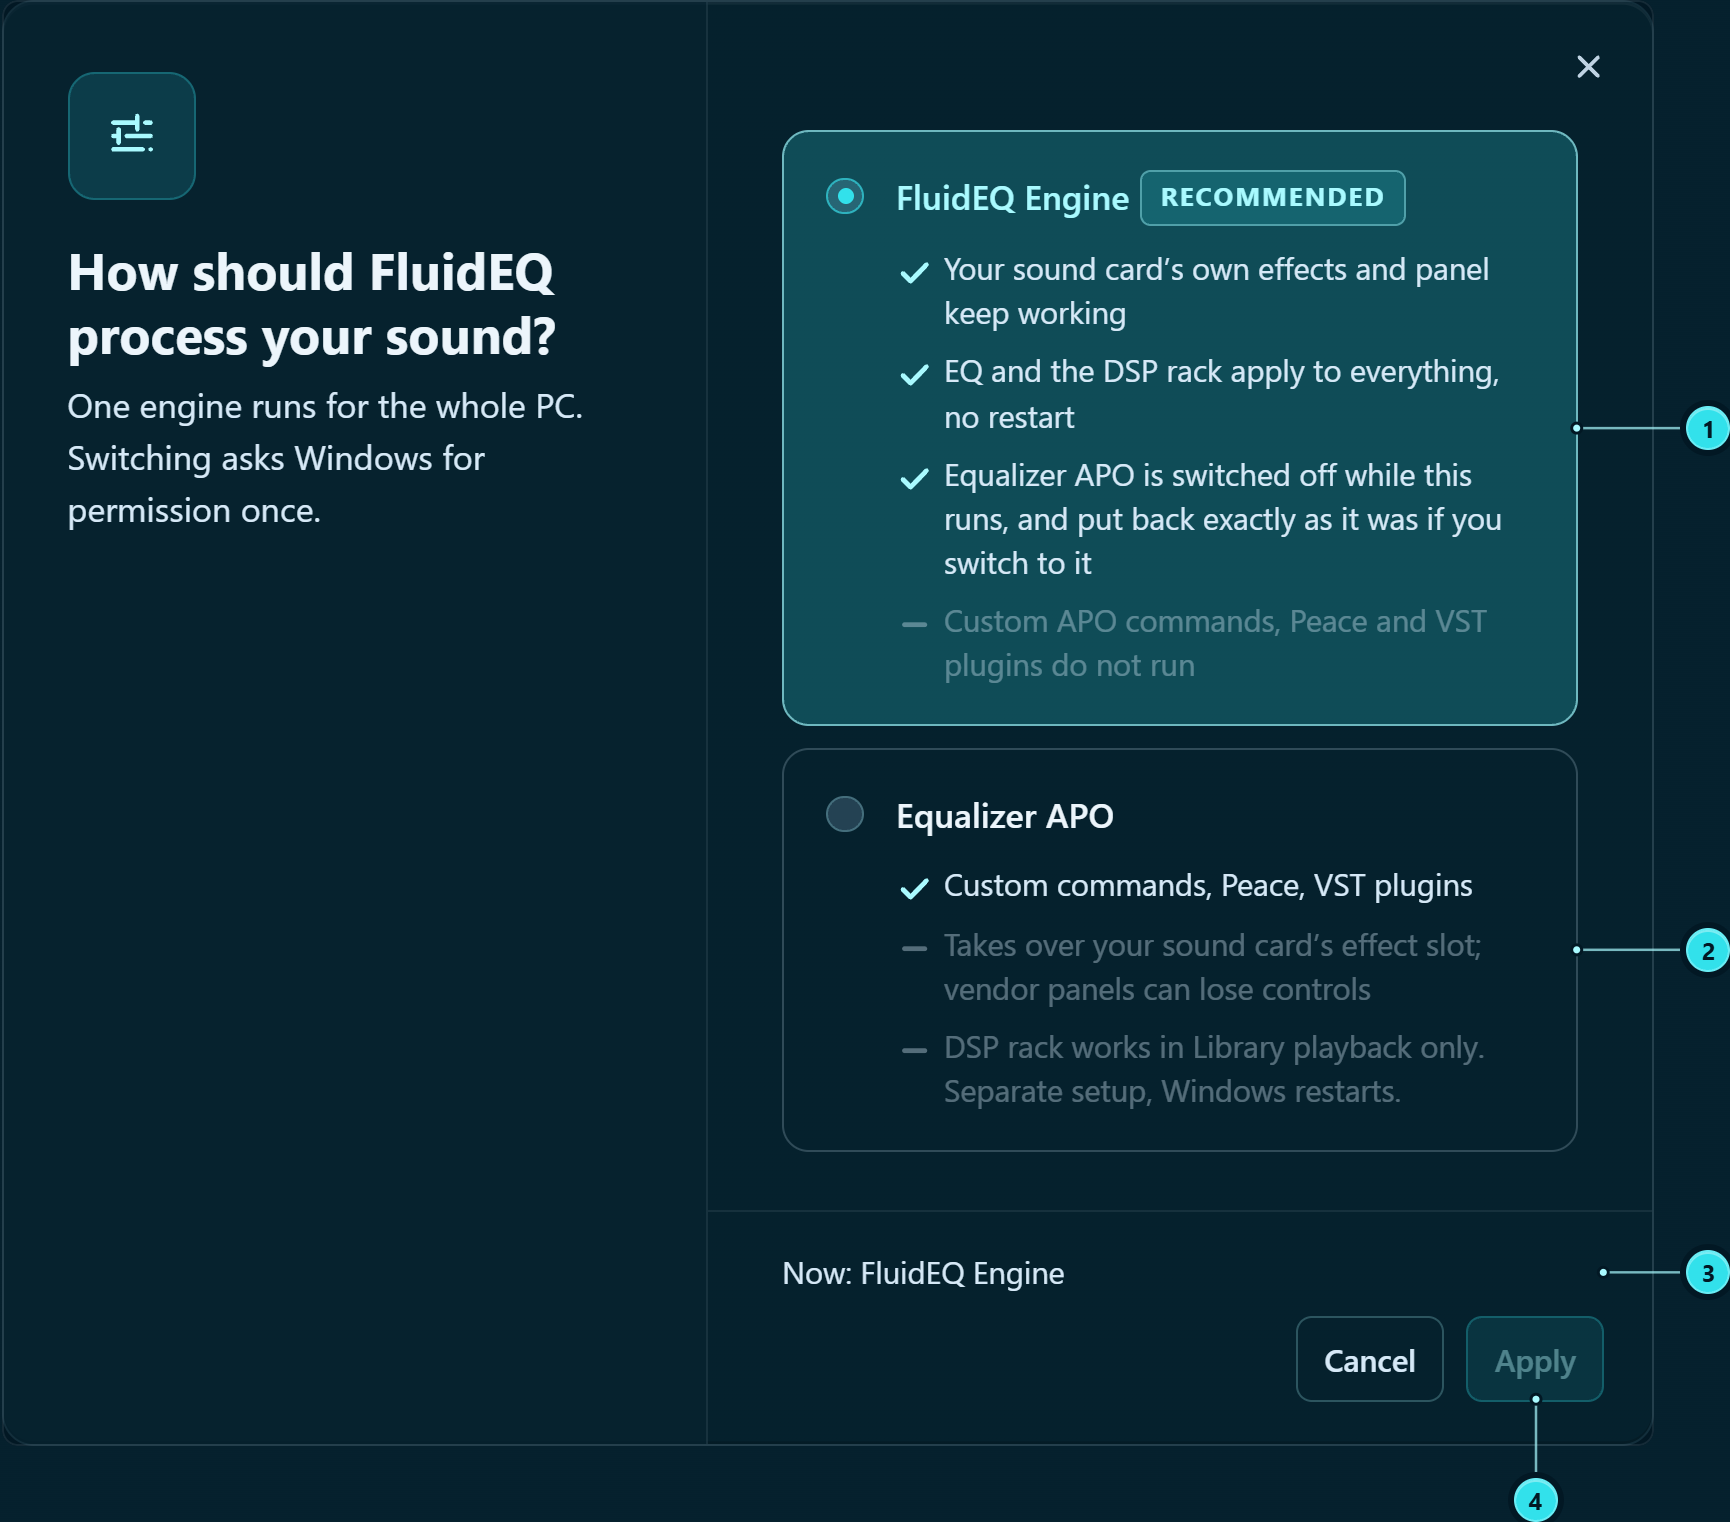 How should FluidEQ
process your sound?
One engine runs for the whole PC.
Switching asks Windows for
permission once.
FluidEQ Engine RECOMMENDED
Your sound card’s own effects and panel
keep working
EQ and the DSP rack apply to everything,
no restart
Equalizer APO is switched off while this
runs, and put back exactly as it was if you
switch to it
Custom APO commands, Peace and VST
plugins do not run
1
Equalizer APO
Custom commands, Peace, VST plugins
Takes over your sound card’s effect slot;
vendor panels can lose controls
DSP rack works in Library playback only.
Separate setup, Windows restarts.
2
Now: FluidEQ Engine
3
Cancel Apply
4